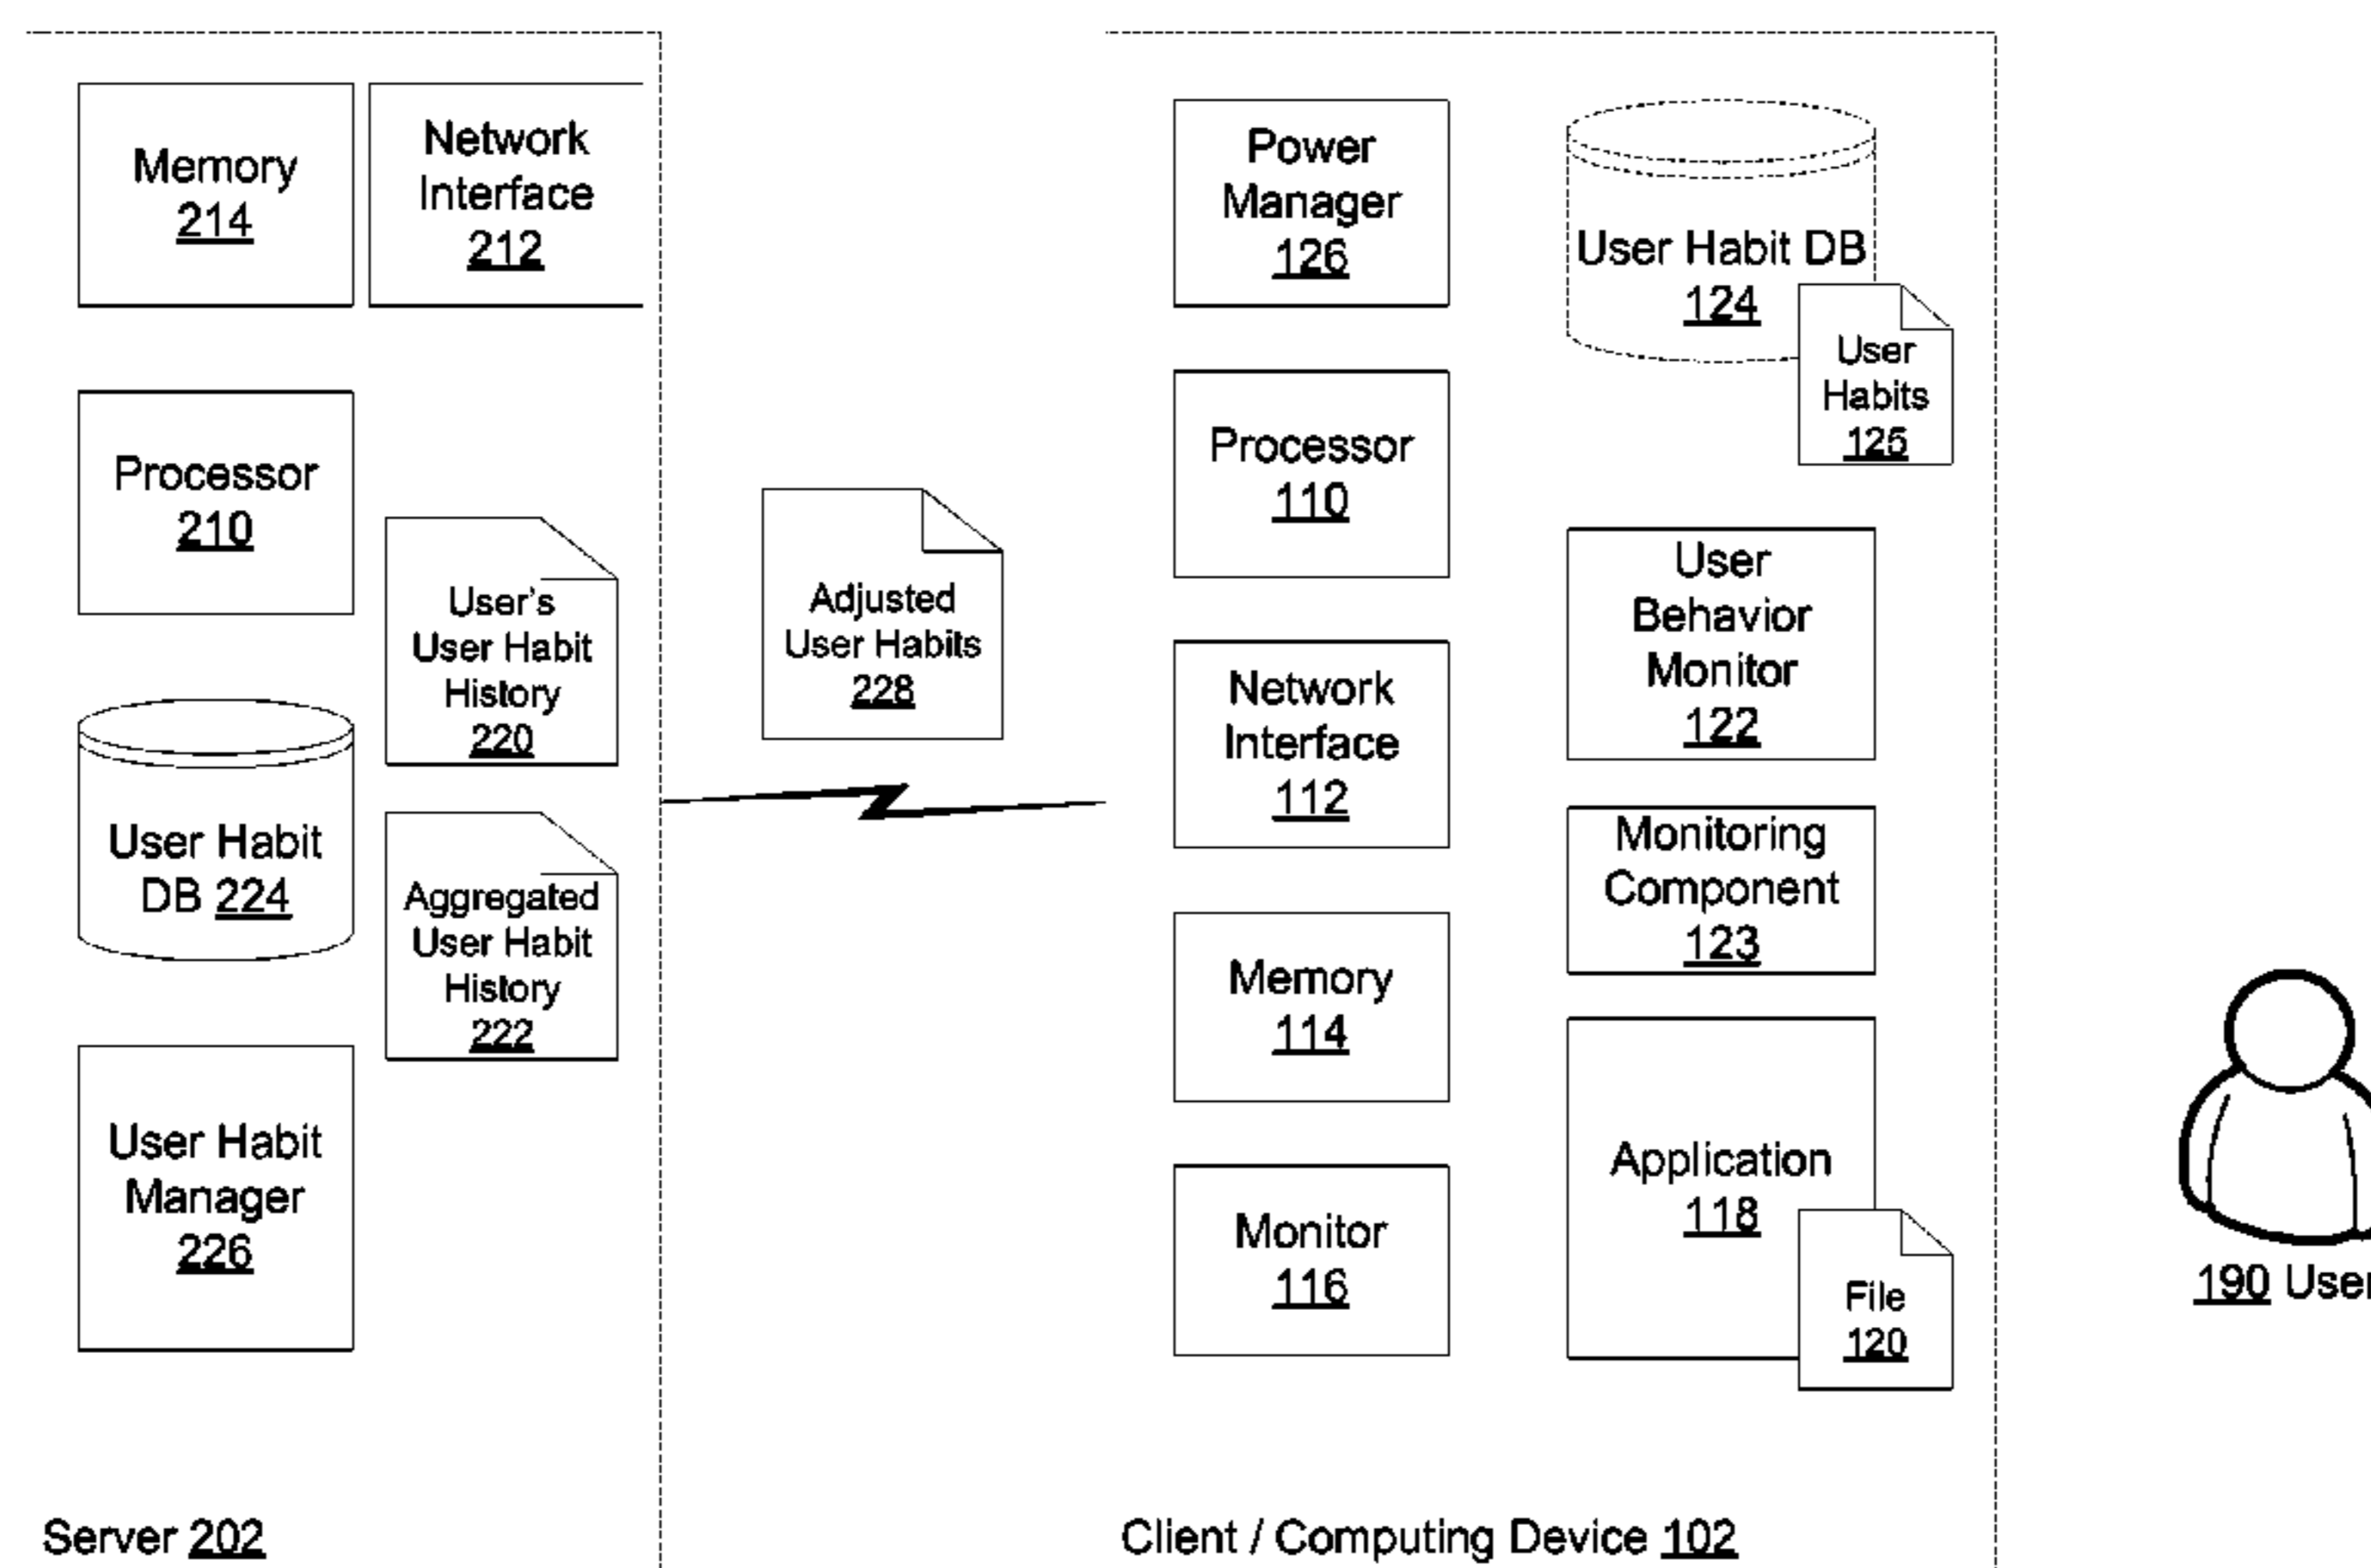 Memory
214
Network
Interface
212
Processor
210
User's
User Habit
History
220
User Habit
DB 224
Aggregated
User Habit
History
222
User Habit
Manager
226
Server 202
Adjusted
User Habits
228
Power
Manager
126
User Habit DB
124
User
Habits
125
Processor
110
User
Behavior
Monitor
122
Network
Interface
112
Monitoring
Component
123
Memory
114
Application
118
Monitor
116
File
120
Client / Computing Device 102
190 User